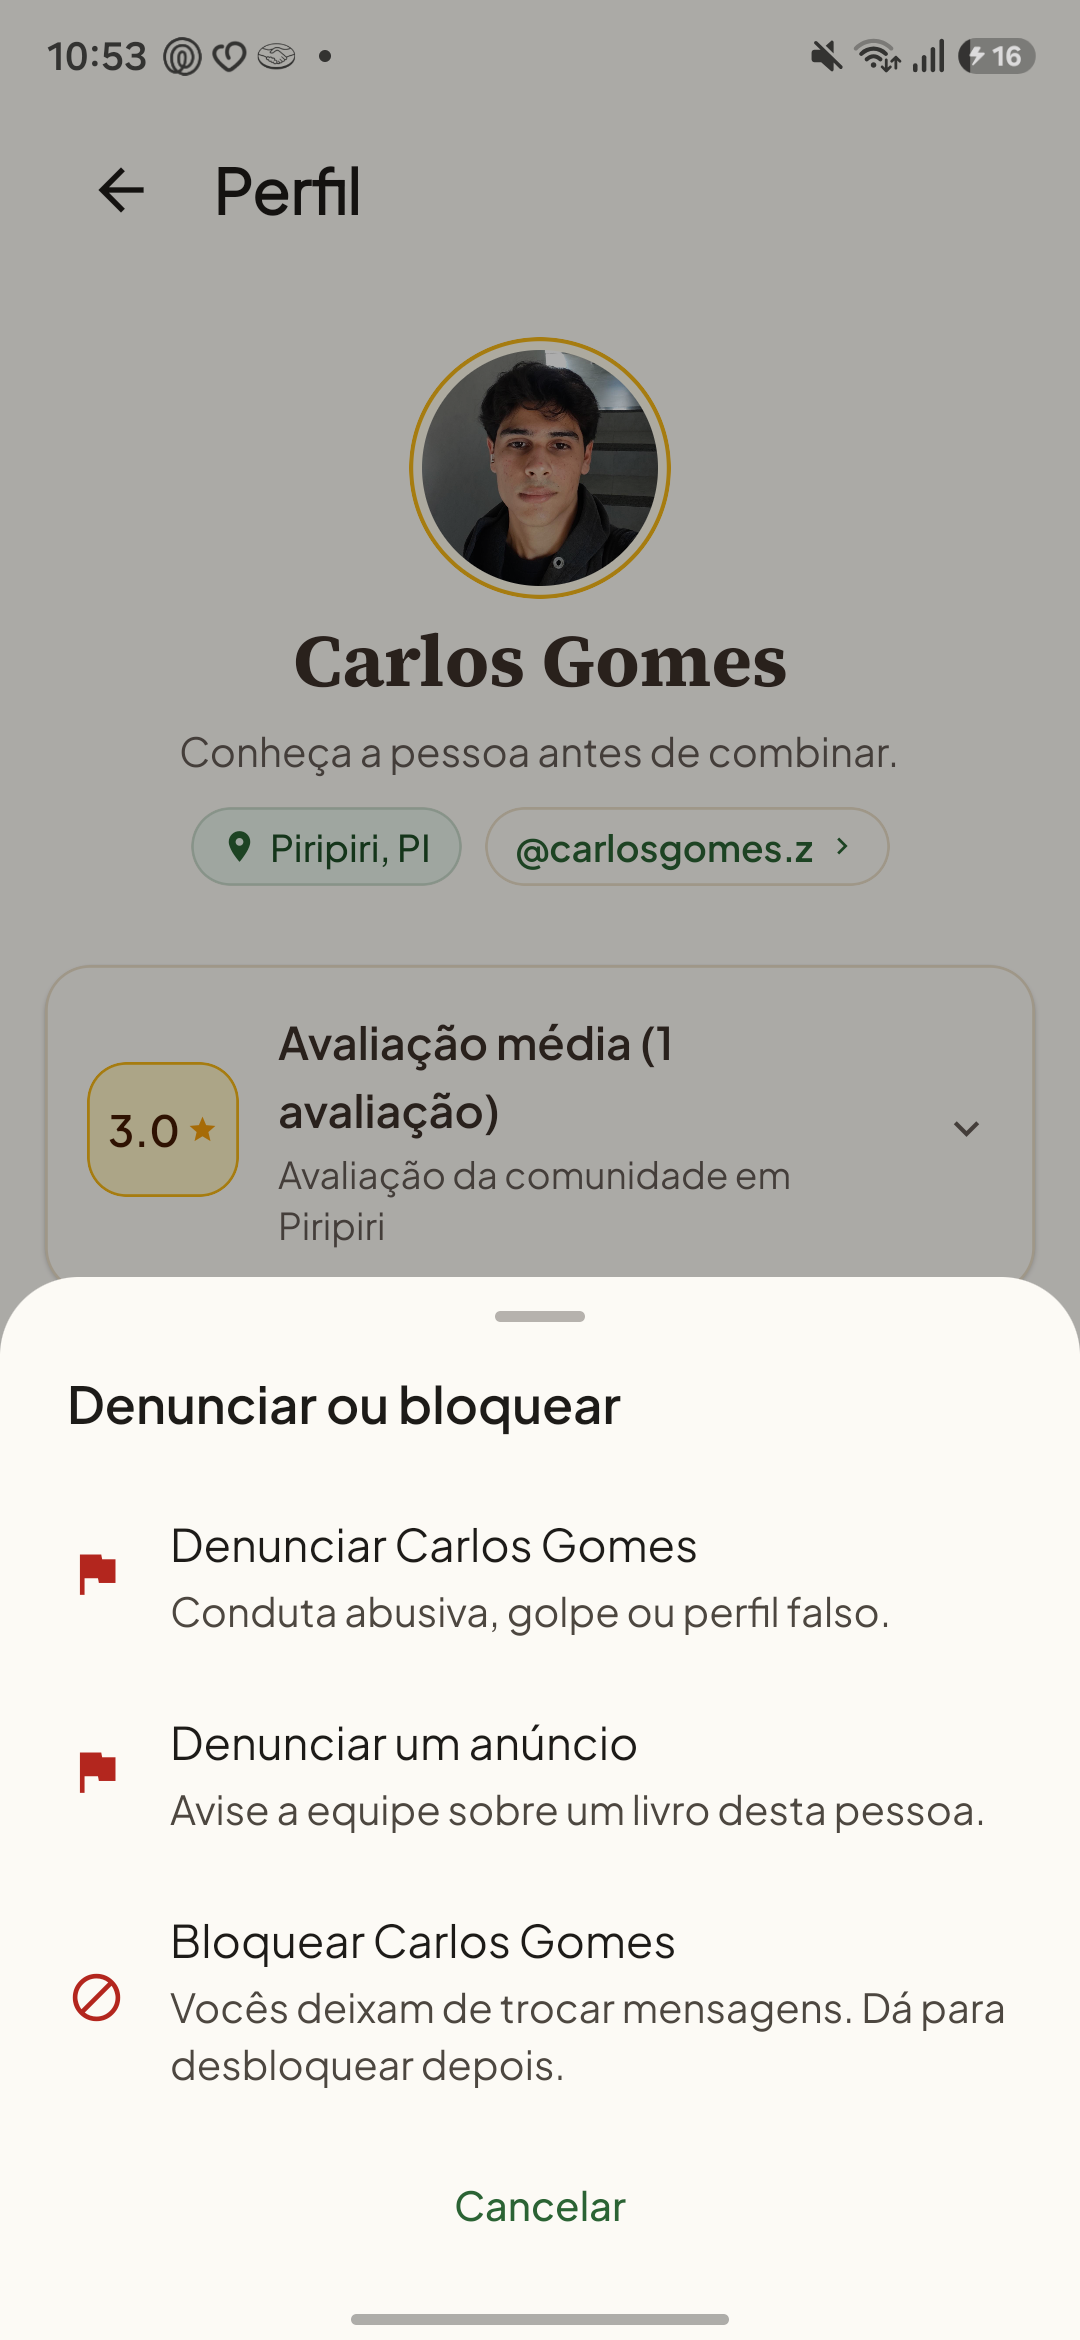 10:53
16
Perfil
Carlos Gomes
Conheça a pessoa antes de combinar.
Piripiri, PI
@carlosgomes.z
3.0
Avaliação média (1
avaliação)
Avaliação da comunidade em
Piripiri
Denunciar ou bloquear
Denunciar Carlos Gomes
Conduta abusiva, golpe ou perfil falso.
Denunciar um anúncio
Avise a equipe sobre um livro desta pessoa.
Bloquear Carlos Gomes
Vocês deixam de trocar mensagens. Dá para
desbloquear depois.
Cancelar